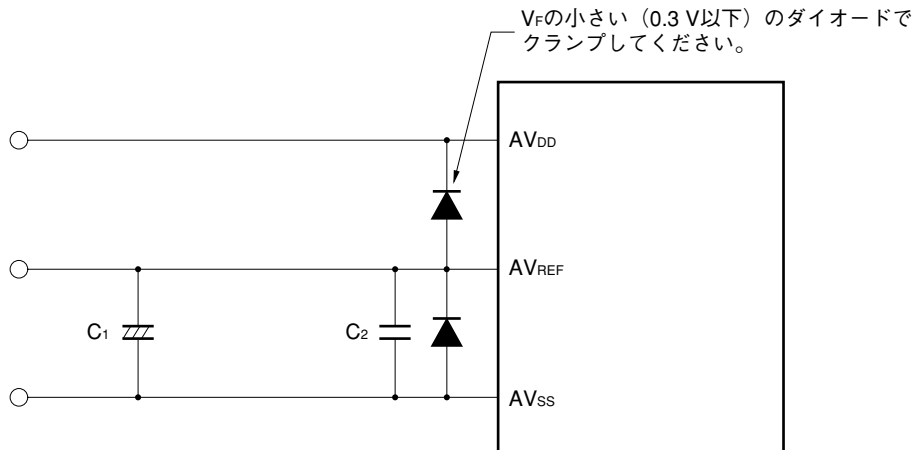 VFの小さい（0.3 V以下）のダイオードで
クランプしてください。
AVDD
AVREF
C1
C2
AVSS